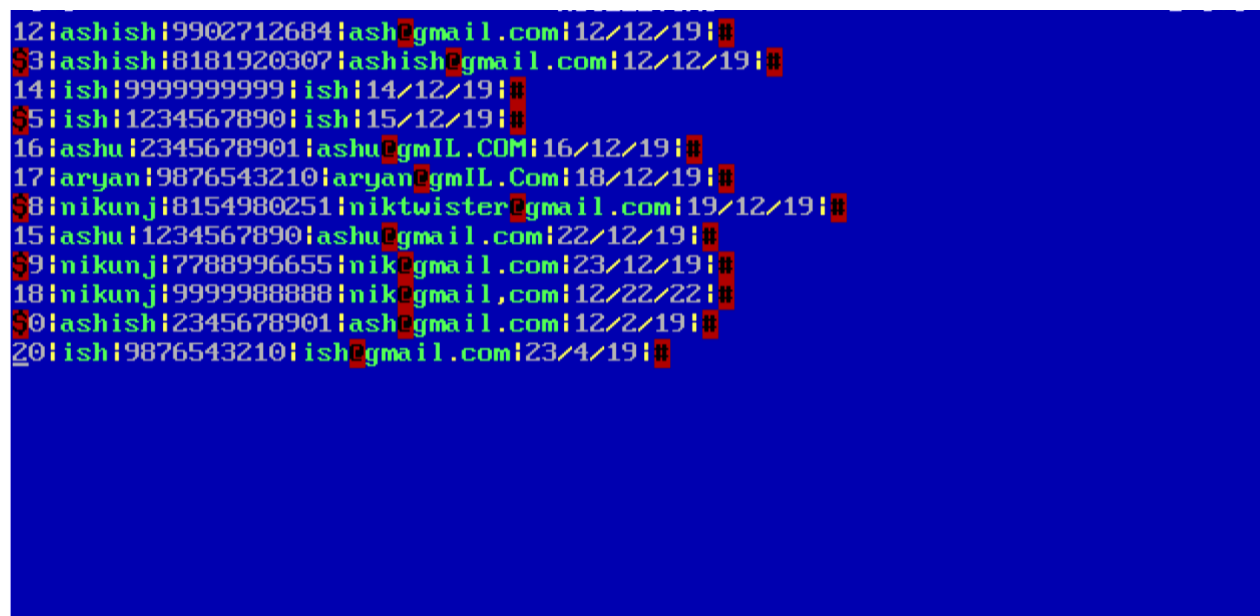 12|ashish|9902712684|ash@gmail.com|12/12/19|#
$3|ashish|8181920307|ashish@gmail.com|12/12/19|#
14|ish|9999999999|ish|14/12/19|#
$5|ish|1234567890|ish|15/12/19|#
16|ashu|2345678901|ashu@gmIL.COM|16/12/19|#
17|aryan|9876543210|aryan@gmIL.Com|18/12/19|#
$8|nikunj|8154980251|niktwister@gmail.com|19/12/19|#
15|ashu|1234567890|ashu@gmail.com|22/12/19|#
$9|nikunj|7788996655|nik@gmail.com|23/12/19|#
18|nikunj|9999988888|nik@gmail,com|12/22/22|#
$0|ashish|2345678901|ash@gmail.com|12/2/19|#
20|ish|9876543210|ish@gmail.com|23/4/19|#